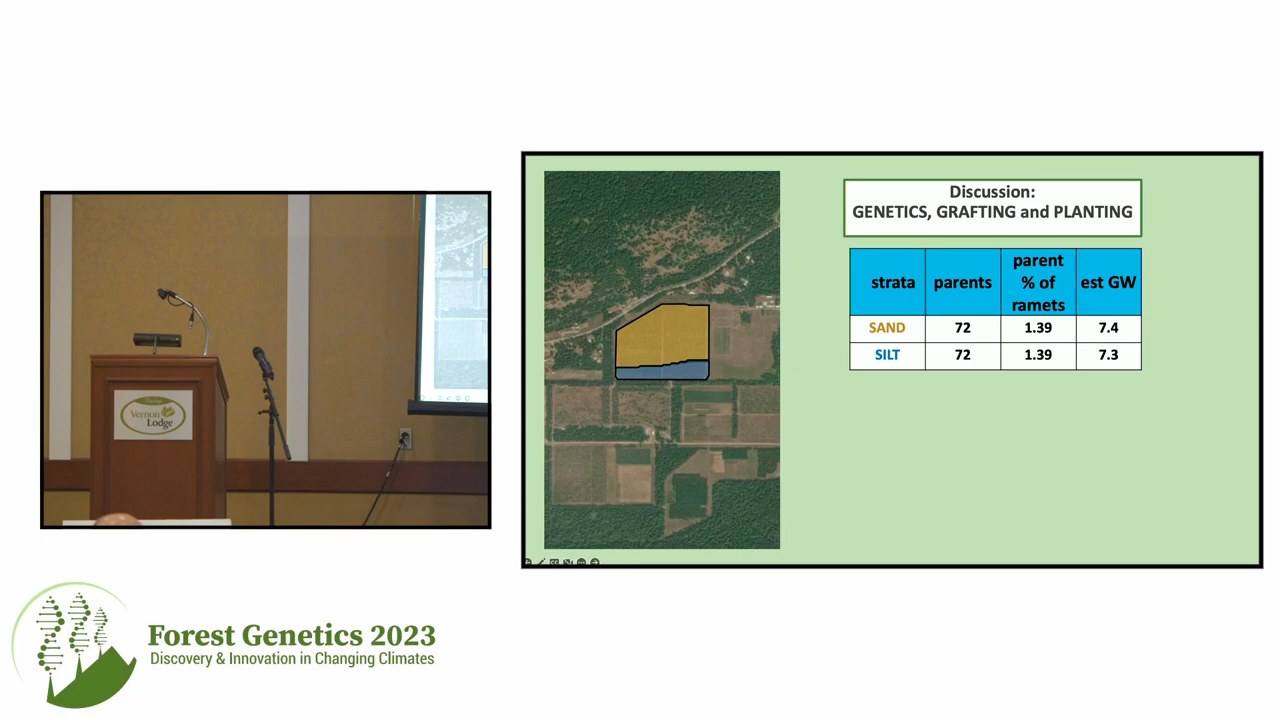 Discussion:
GENETICS, GRAFTING and PLANTING
strata parents parent % of ramets est GW
SAND 72 1.39 7.4
SILT 72 1.39 7.3
Vernon
Lodge
Forest Genetics 2023
Discovery & Innovation in Changing Climates